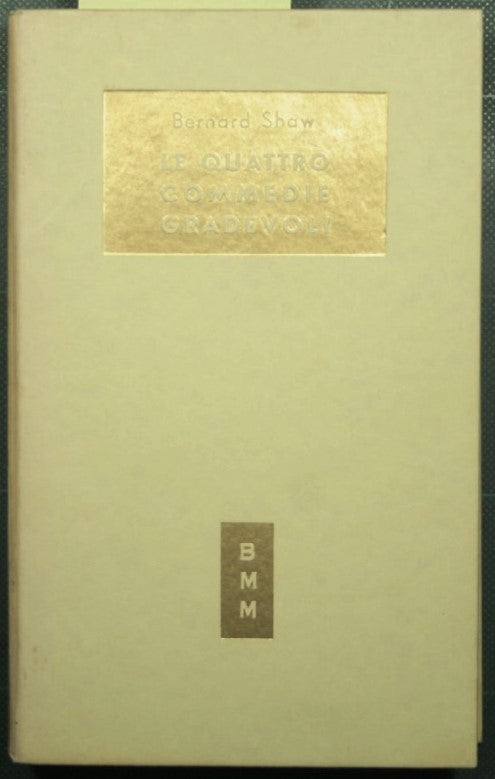 Bernard Shaw
LE QUATTRO
COMMEDIE
GRADEVOLI
B
M
M